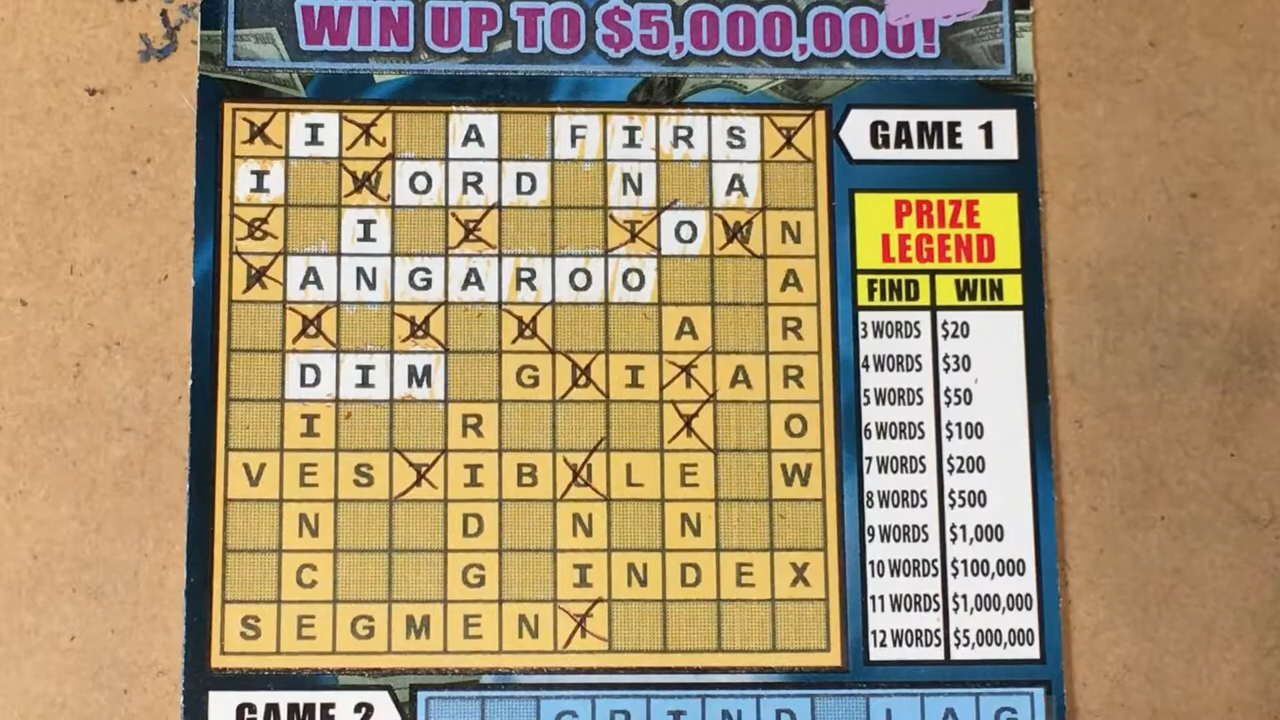 WIN UP TO $5,000,000!
GAME 1
K I T A F I R S T
I W O R D N A
C I E T O W N
K A N G A R O O A
U U U A R
D I M G U I T A R
I R T O
V E S T I B U L E W
N D N N
C G I N D E X
S E G M E N T
PRIZE
LEGEND
FIND WIN
3 WORDS $20
4 WORDS $30
5 WORDS $50
6 WORDS $100
7 WORDS $200
8 WORDS $500
9 WORDS $1,000
10 WORDS $100,000
11 WORDS $1,000,000
12 WORDS $5,000,000
GAME 2
G R I N D L A G